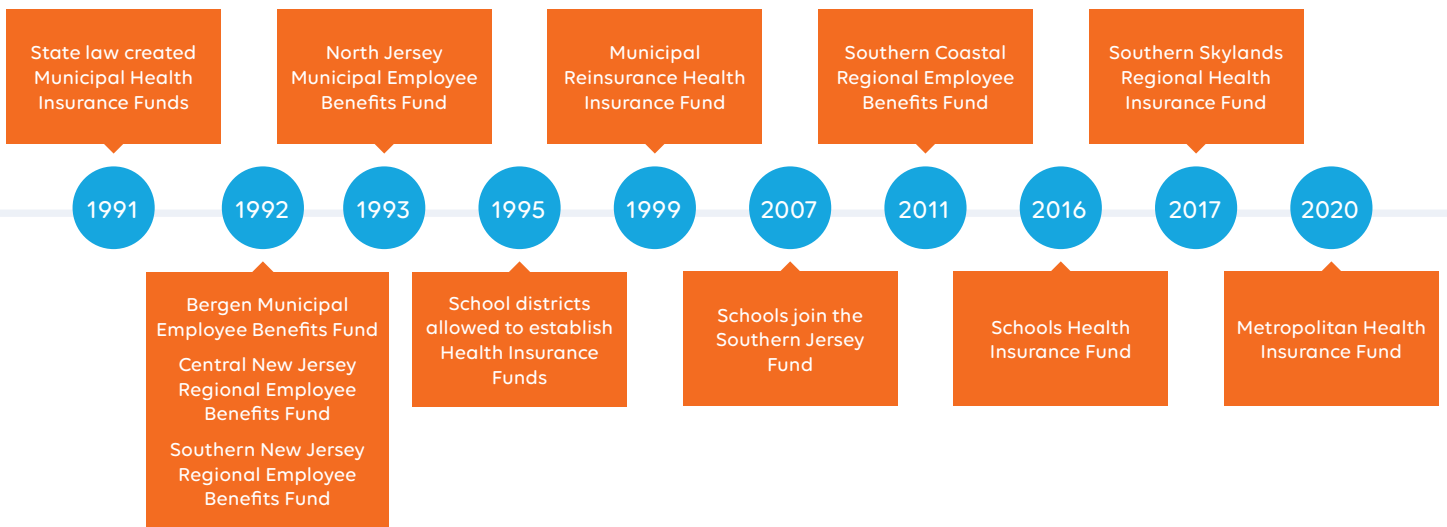 State law created
Municipal Health
Insurance Funds
North Jersey
Municipal Employee
Benefits Fund
Municipal
Reinsurance Health
Insurance Fund
Southern Coastal
Regional Employee
Benefits Fund
Southern Skylands
Regional Health
Insurance Fund
1991
1992
1993
1995
1999
2007
2011
2016
2017
2020
Bergen Municipal
Employee Benefits Fund
Central New Jersey
Regional Employee
Benefits Fund
Southern New Jersey
Regional Employee
Benefits Fund
School districts
allowed to establish
Health Insurance
Funds
Schools join the
Southern Jersey
Fund
Schools Health
Insurance Fund
Metropolitan Health
Insurance Fund